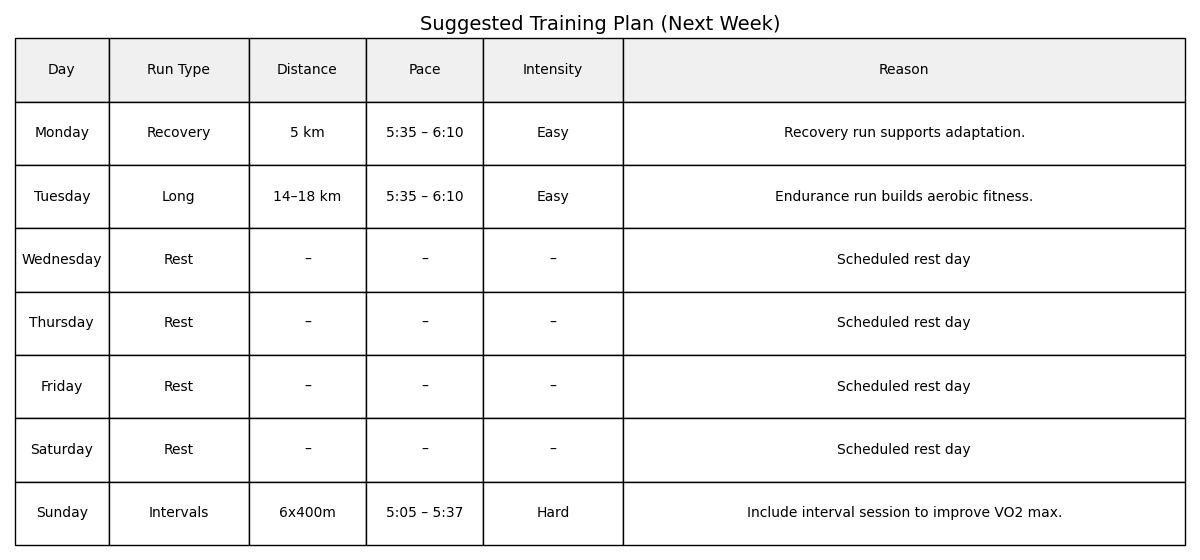 Suggested Training Plan (Next Week)
Day Run Type Distance Pace Intensity Reason
Monday Recovery 5 km 5:35 – 6:10 Easy Recovery run supports adaptation.
Tuesday Long 14–18 km 5:35 – 6:10 Easy Endurance run builds aerobic fitness.
Wednesday Rest – – – Scheduled rest day
Thursday Rest – – – Scheduled rest day
Friday Rest – – – Scheduled rest day
Saturday Rest – – – Scheduled rest day
Sunday Intervals 6x400m 5:05 – 5:37 Hard Include interval session to improve VO2 max.